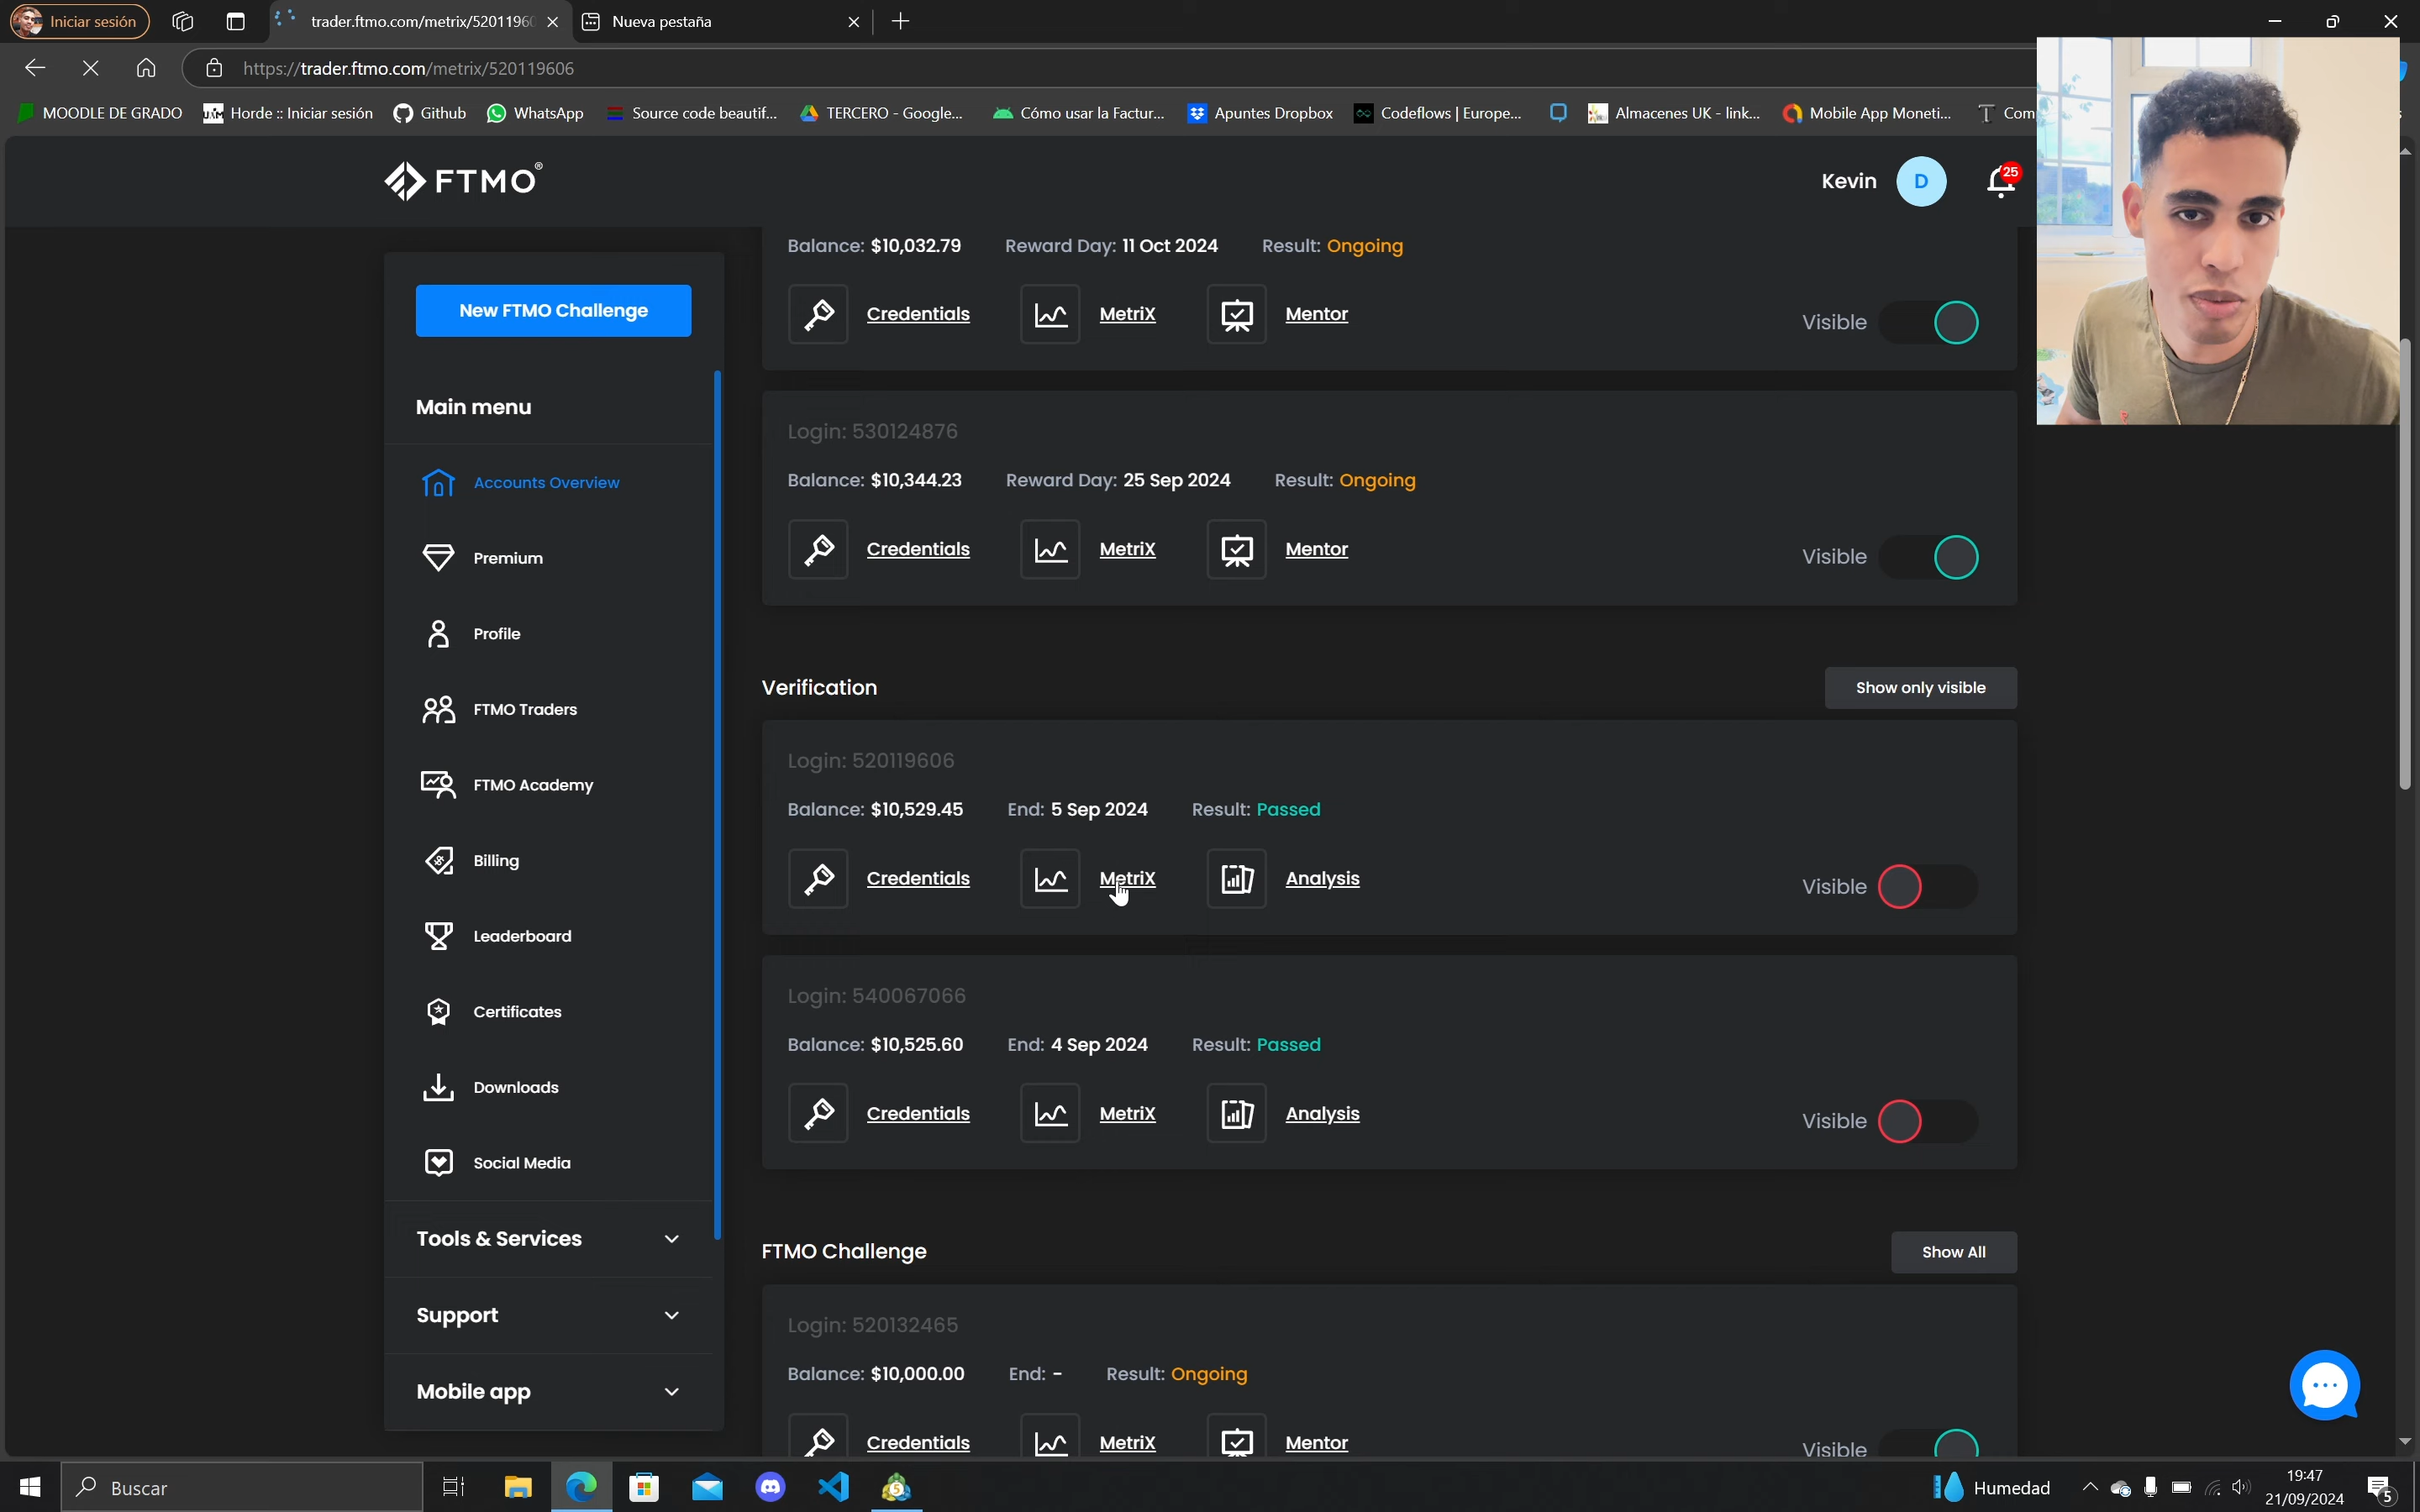 Iniciar sesión
trader.ftmo.com/metrix/5201196
Nueva pestaña
https://trader.ftmo.com/metrix/520119606
MOODLE DE GRADO
Horde :: Iniciar sesión
Github
WhatsApp
Source code beautif...
TERCERO - Google...
Cómo usar la Factur...
Apuntes Dropbox
Codeflows | Europe...
Almacenes UK - link...
Mobile App Moneti...
Com
FTMO®
Kevin
D
25
New FTMO Challenge
Main menu
Accounts Overview
Premium
Profile
FTMO Traders
FTMO Academy
Billing
Leaderboard
Certificates
Downloads
Social Media
Tools & Services
Support
Mobile app
Balance: $10,032.79 Reward Day: 11 Oct 2024 Result: Ongoing
Credentials MetriX Mentor Visible
Login: 530124876
Balance: $10,344.23 Reward Day: 25 Sep 2024 Result: Ongoing
Credentials MetriX Mentor Visible
Verification Show only visible
Login: 520119606
Balance: $10,529.45 End: 5 Sep 2024 Result: Passed
Credentials MetriX Analysis Visible
Login: 540067066
Balance: $10,525.60 End: 4 Sep 2024 Result: Passed
Credentials MetriX Analysis Visible
FTMO Challenge Show All
Login: 520132465
Balance: $10,000.00 End: - Result: Ongoing
Credentials MetriX Mentor Visible
Buscar
5
Humedad
19:47
21/09/2024
5